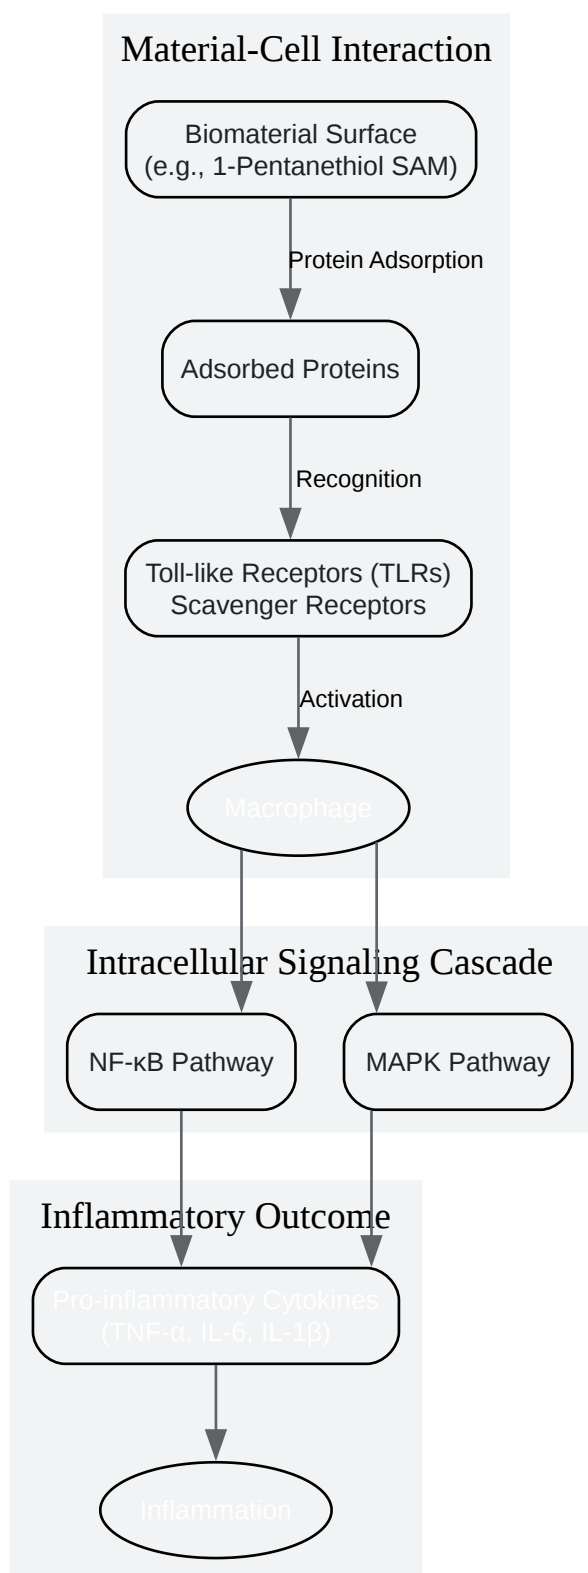 Material-Cell Interaction
Biomaterial Surface
(e.g., 1-Pentanethiol SAM)
Protein Adsorption
Adsorbed Proteins
Recognition
Toll-like Receptors (TLRs)
Scavenger Receptors
Activation
Macrophage
Intracellular Signaling Cascade
NF-κB Pathway
MAPK Pathway
Inflammatory Outcome
Pro-inflammatory Cytokines
(TNF-α, IL-6, IL-1β)
Inflammation